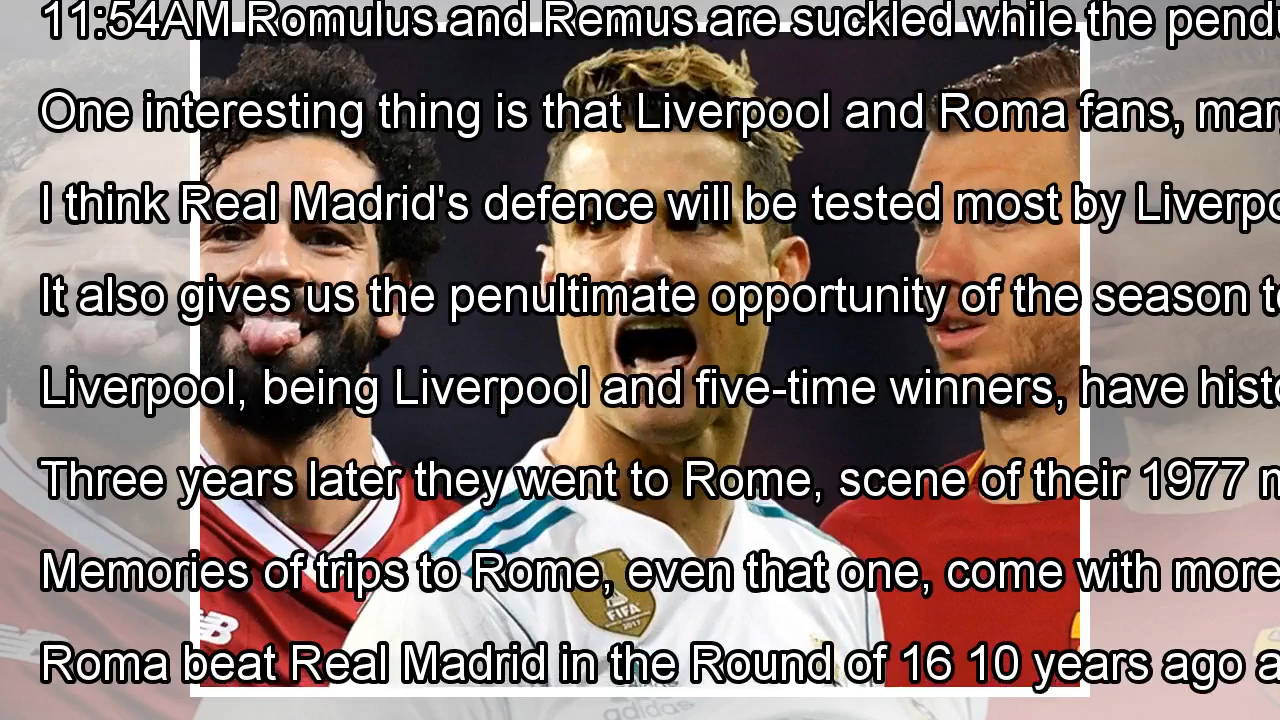 11:54AM Romulus and Remus are suckled while the
One interesting thing is that Liverpool and Roma fans,
I think Real Madrid's defence will be tested most by
It also gives us the penultimate opportunity of the season
Liverpool, being Liverpool and five-time winners, have
Three years later they went to Rome, scene of their 1977
Memories of trips to Rome, even that one, come with more
Roma beat Real Madrid in the Round of 16 10 years ago
NB
FIFA
2017
adidas